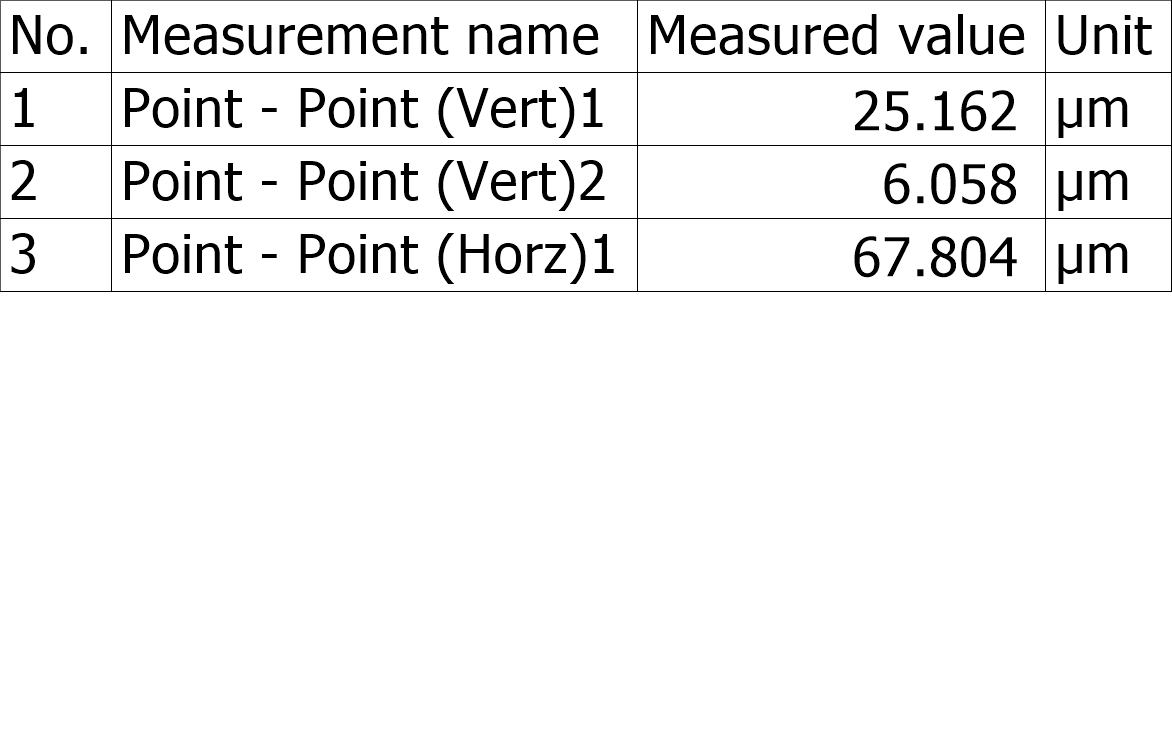 No. Measurement name Measured value Unit
1 Point - Point (Vert)1 25.162 µm
2 Point - Point (Vert)2 6.058 µm
3 Point - Point (Horz)1 67.804 µm